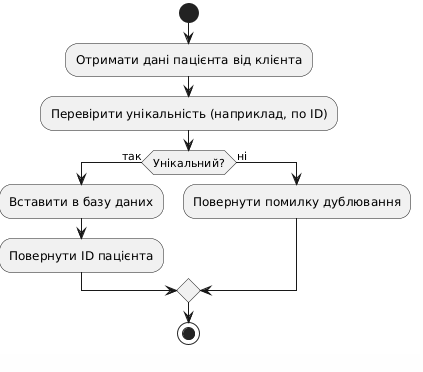 Отримати дані пацієнта від клієнта
Перевірити унікальність (наприклад, по ID)
так
Унікальний?
ні
Вставити в базу даних
Повернути помилку дублювання
Повернути ID пацієнта